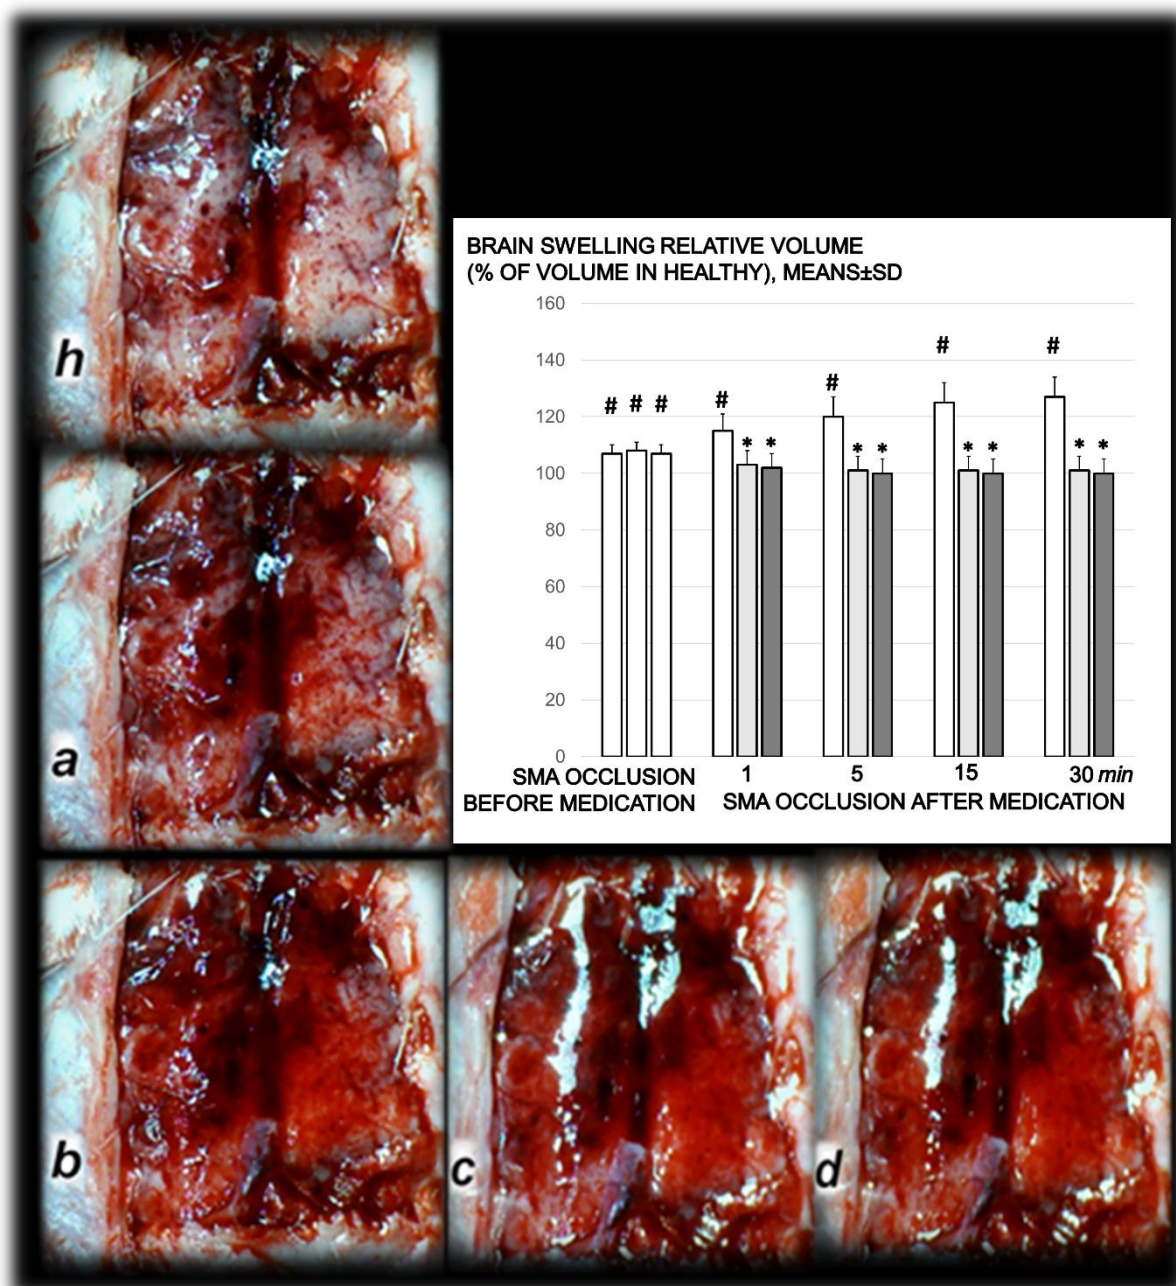 h
BRAIN SWELLING RELATIVE VOLUME
(% OF VOLUME IN HEALTHY), MEANS±SD
160
140
120
100
80
60
40
20
0
# # #
#
* *
#
* *
#
* *
#
* *
SMA OCCLUSION
BEFORE MEDICATION
1 5 15 30 min
SMA OCCLUSION AFTER MEDICATION
a
b
c
d